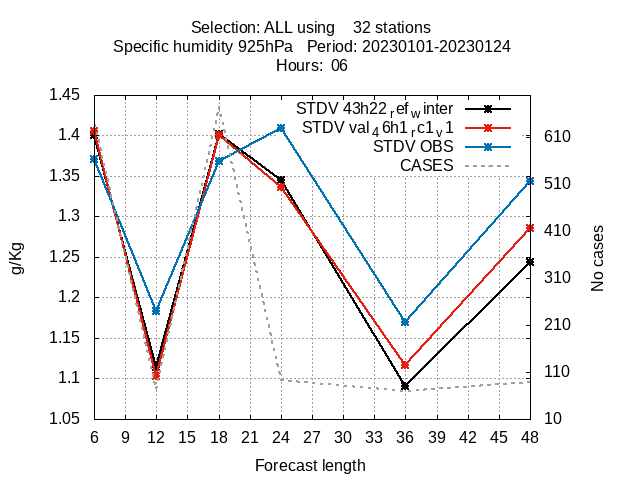 Selection: ALL using    32 stations
Specific humidity 925hPa   Period: 20230101-20230124
Hours:  06
STDV 43h22refwinter
STDV val46h1rc1v1
STDV OBS
CASES
1.45
1.4
1.35
1.3
1.25
1.2
1.15
1.1
1.05
g/Kg
610
510
410
310
210
110
10
No cases
6 9 12 15 18 21 24 27 30 33 36 39 42 45 48
Forecast length